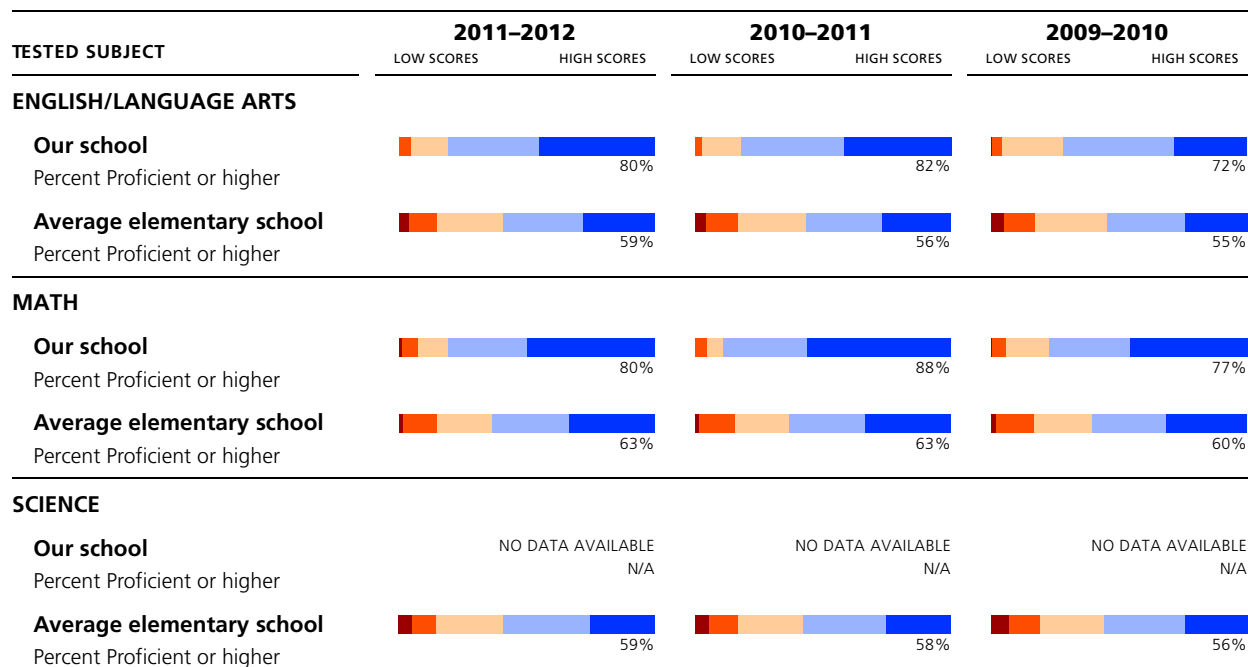 2011–2012 2010–2011 2009–2010
TESTED SUBJECT LOW SCORES HIGH SCORES LOW SCORES HIGH SCORES LOW SCORES HIGH SCORES
ENGLISH/LANGUAGE ARTS
Our school
Percent Proficient or higher 80% 82% 72%
Average elementary school
Percent Proficient or higher 59% 56% 55%
MATH
Our school
Percent Proficient or higher 80% 88% 77%
Average elementary school
Percent Proficient or higher 63% 63% 60%
SCIENCE
Our school NO DATA AVAILABLE NO DATA AVAILABLE NO DATA AVAILABLE
Percent Proficient or higher N/A N/A N/A
Average elementary school
Percent Proficient or higher 59% 58% 56%